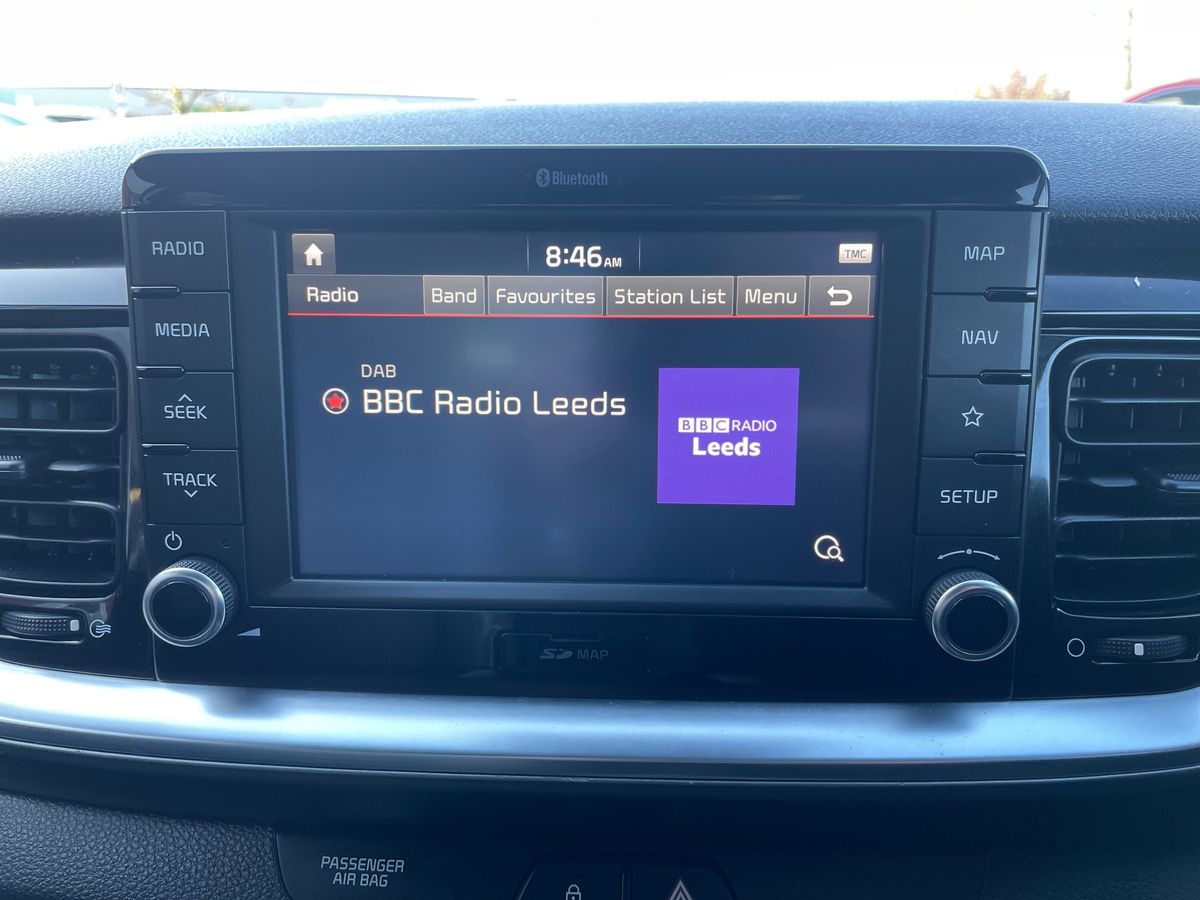 Bluetooth
RADIO
MEDIA
SEEK
TRACK
8:46AM
TMC
Radio
Band
Favourites
Station List
Menu
DAB
BBC Radio Leeds
BBC RADIO
Leeds
MAP
NAV
SETUP
SD MAP
PASSENGER
AIR BAG